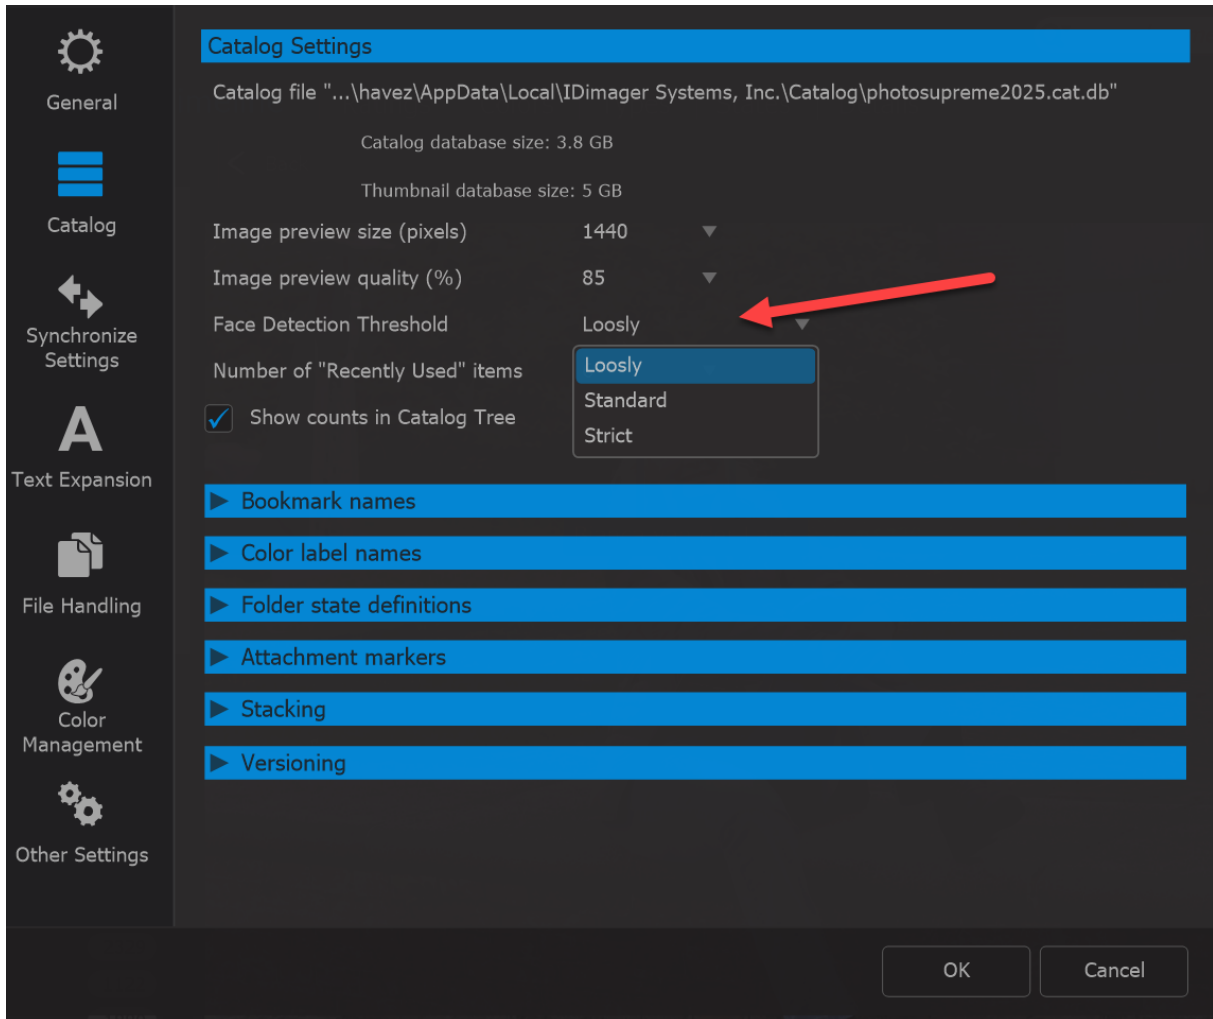 General
Catalog
Synchronize
Settings
Text Expansion
File Handling
Color
Management
Other Settings
Catalog Settings
Catalog file "...\havez\AppData\Local\IDimager Systems, Inc.\Catalog\photosupreme2025.cat.db"
Catalog database size: 3.8 GB
Thumbnail database size: 5 GB
Image preview size (pixels) 1440
Image preview quality (%) 85
Face Detection Threshold Loosly
Number of "Recently Used" items
Loosly
Standard
Strict
Show counts in Catalog Tree
Bookmark names
Color label names
Folder state definitions
Attachment markers
Stacking
Versioning
OK Cancel